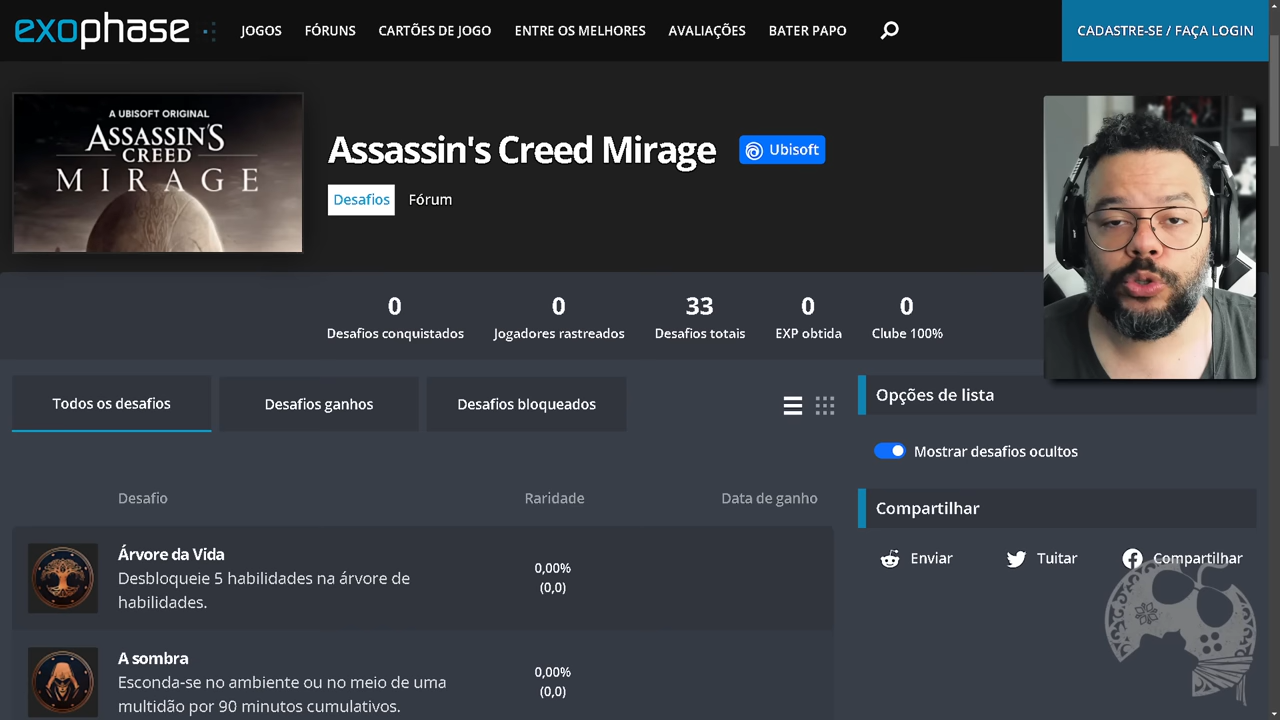 exophase
JOGOS
FÓRUNS
CARTÕES DE JOGO
ENTRE OS MELHORES
AVALIAÇÕES
BATER PAPO
CADASTRE-SE / FAÇA LOGIN
A UBISOFT ORIGINAL
ASSASSIN'S
CREED
MIRAGE
Assassin's Creed Mirage
Ubisoft
Desafios
Fórum
0
Desafios conquistados
0
Jogadores rastreados
33
Desafios totais
0
EXP obtida
0
Clube 100%
Todos os desafios
Desafios ganhos
Desafios bloqueados
Opções de lista
Mostrar desafios ocultos
Desafio
Raridade
Data de ganho
Compartilhar
Enviar
Tuitar
Compartilhar
Árvore da Vida
Desbloqueie 5 habilidades na árvore de
habilidades.
0,00%
(0,0)
A sombra
Esconda-se no ambiente ou no meio de uma
multidão por 90 minutos cumulativos.
0,00%
(0,0)